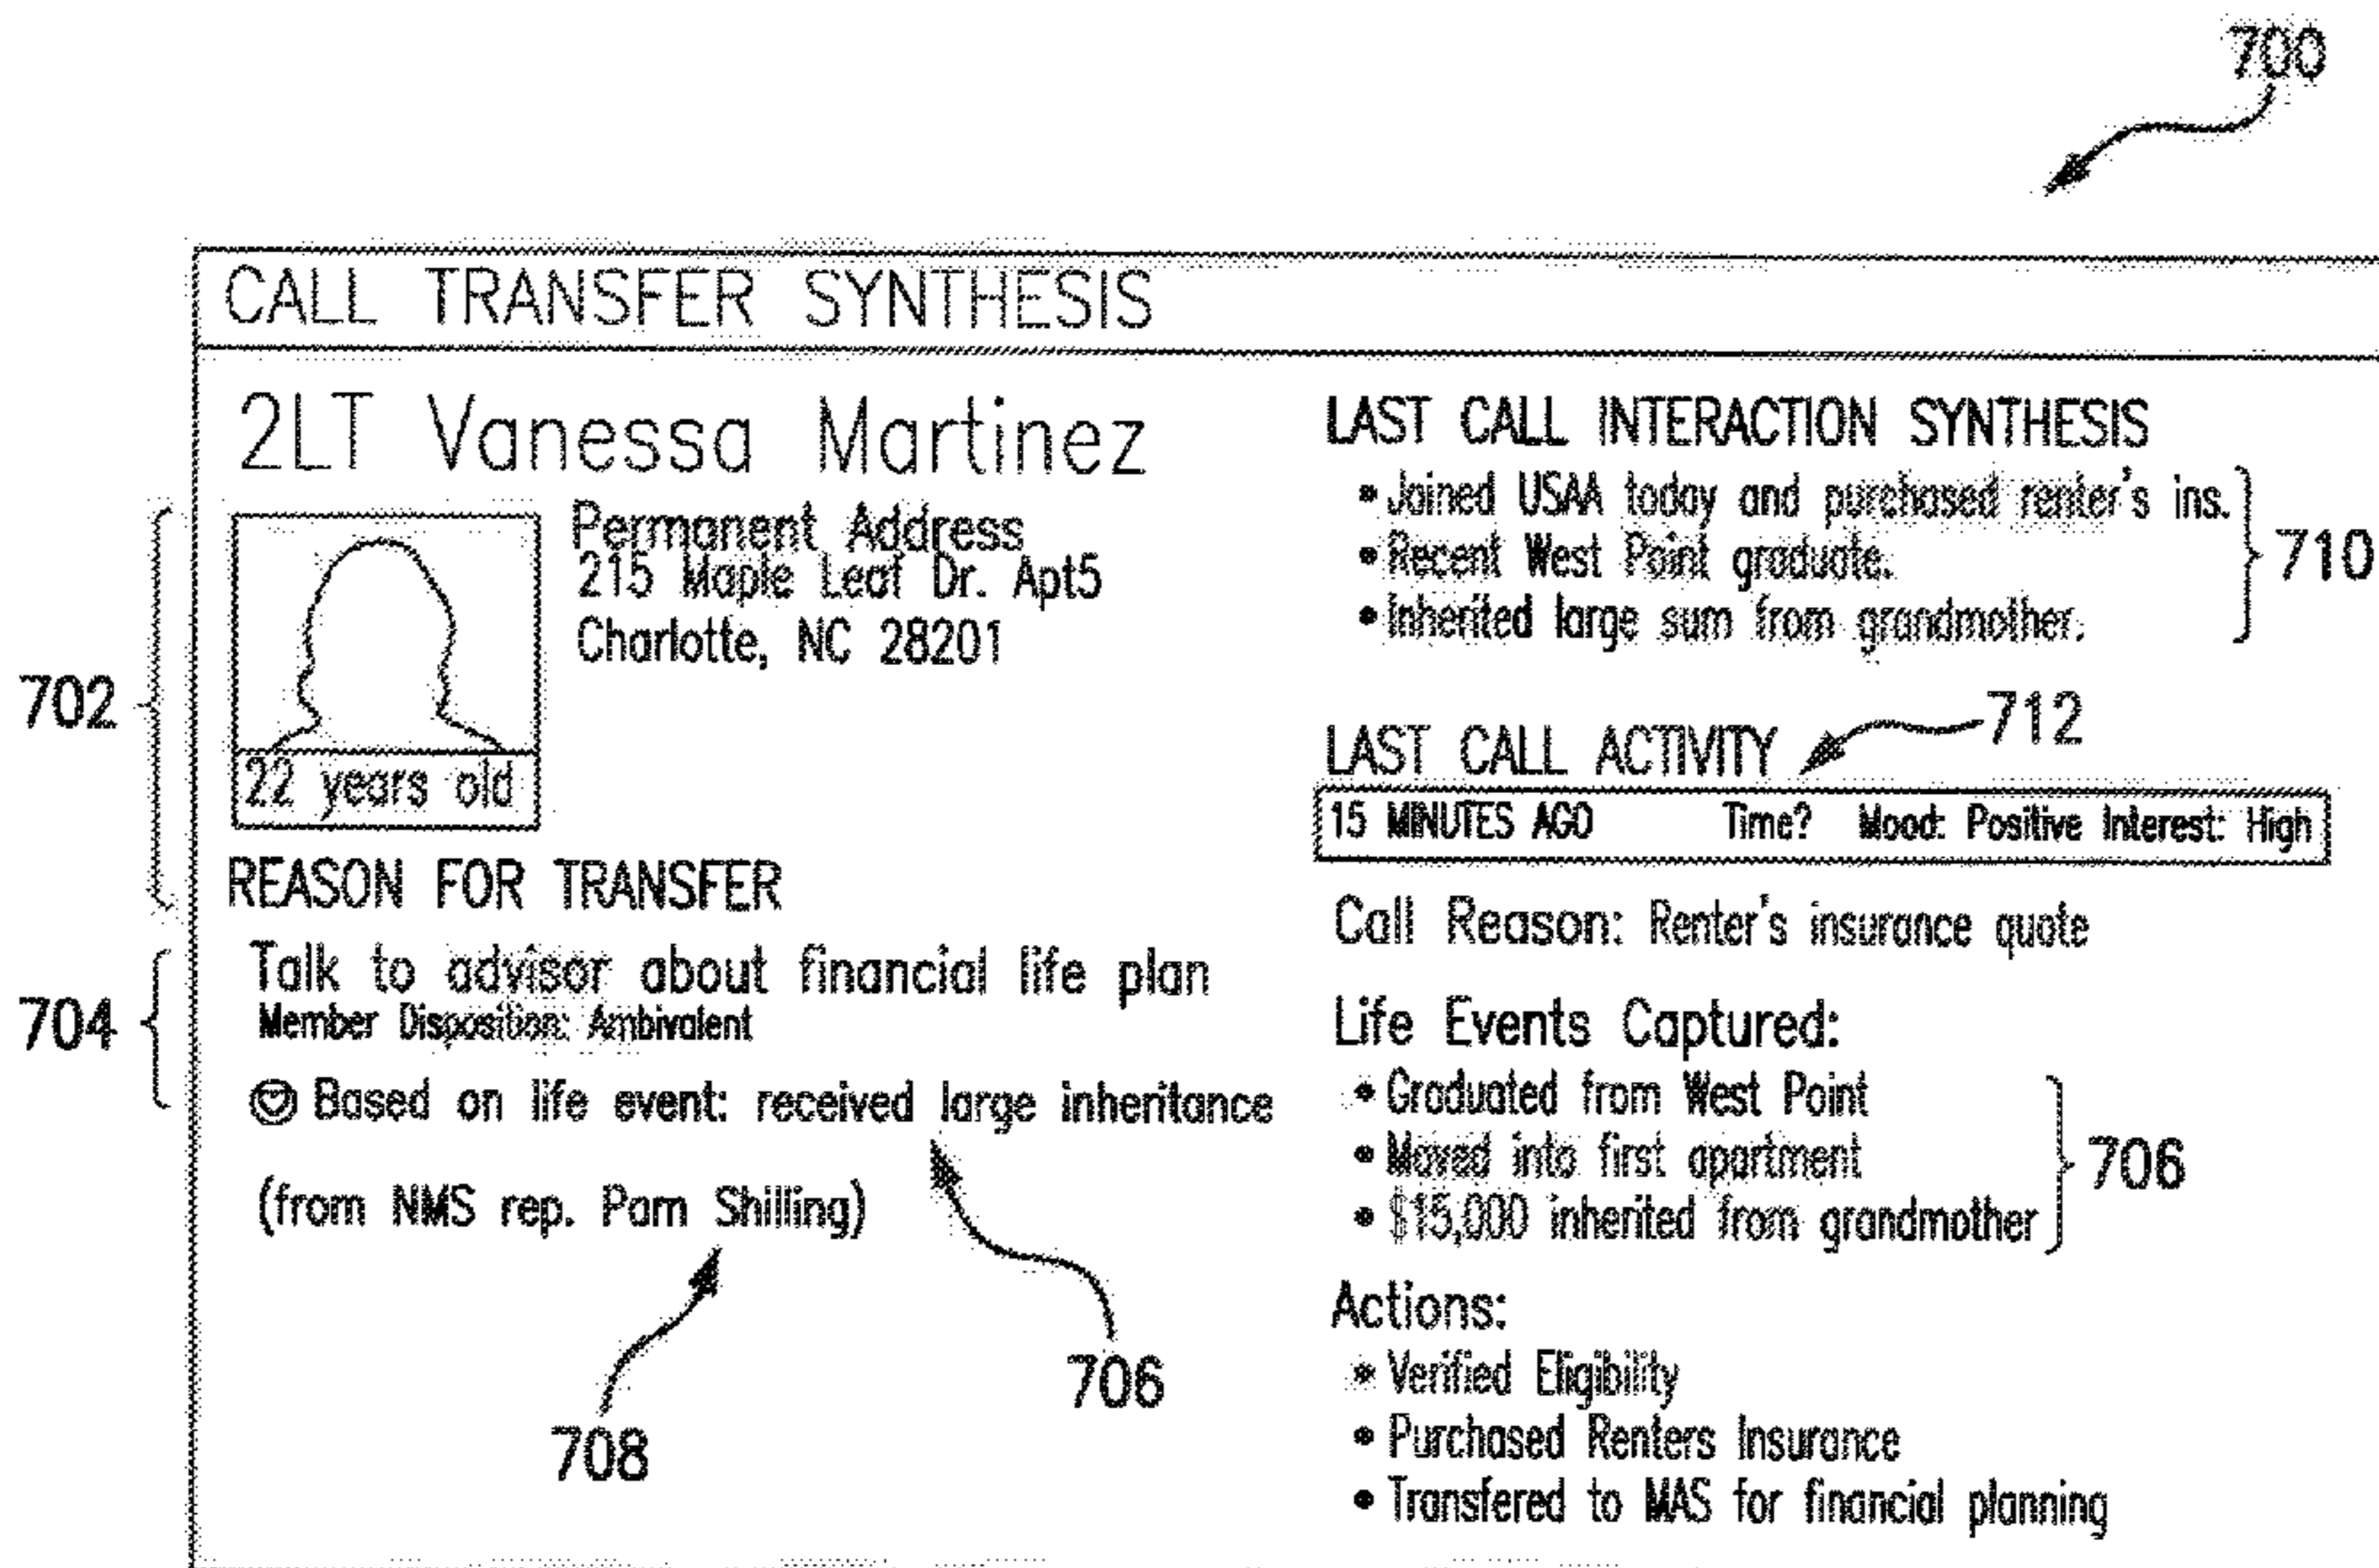 700
CALL TRANSFER SYNTHESIS
2LT Vanessa Martinez
Permanent Address
215 Maple Leaf Dr. Apt5
Charlotte, NC 28201
22 years old
702
REASON FOR TRANSFER
704
Talk to advisor about financial life plan
Member Disposition: Ambivalent
Based on life event: received large inheritance
(from NMS rep. Pam Shilling)
706
708
LAST CALL INTERACTION SYNTHESIS
• Joined USAA today and purchased renter's ins.
• Recent West Point graduate.
• Inherited large sum from grandmother.
710
712
LAST CALL ACTIVITY
15 MINUTES AGO Time? Mood: Positive Interest: High
Call Reason: Renter's insurance quote
Life Events Captured:
• Graduated from West Point
• Moved into first apartment
• $15,000 inherited from grandmother
706
Actions:
• Verified Eligibility
• Purchased Renters Insurance
• Transfered to MAS for financial planning